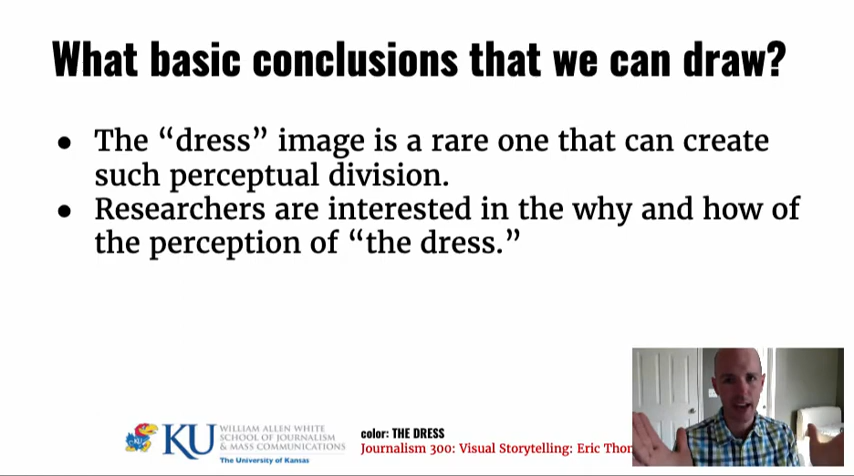 What basic conclusions that we can draw?
● The “dress” image is a rare one that can create
such perceptual division.
● Researchers are interested in the why and how of
the perception of “the dress.”
KU
WILLIAM ALLEN WHITE
SCHOOL OF JOURNALISM
& MASS COMMUNICATIONS
The University of Kansas
color: THE DRESS
Journalism 300: Visual Storytelling: Eric